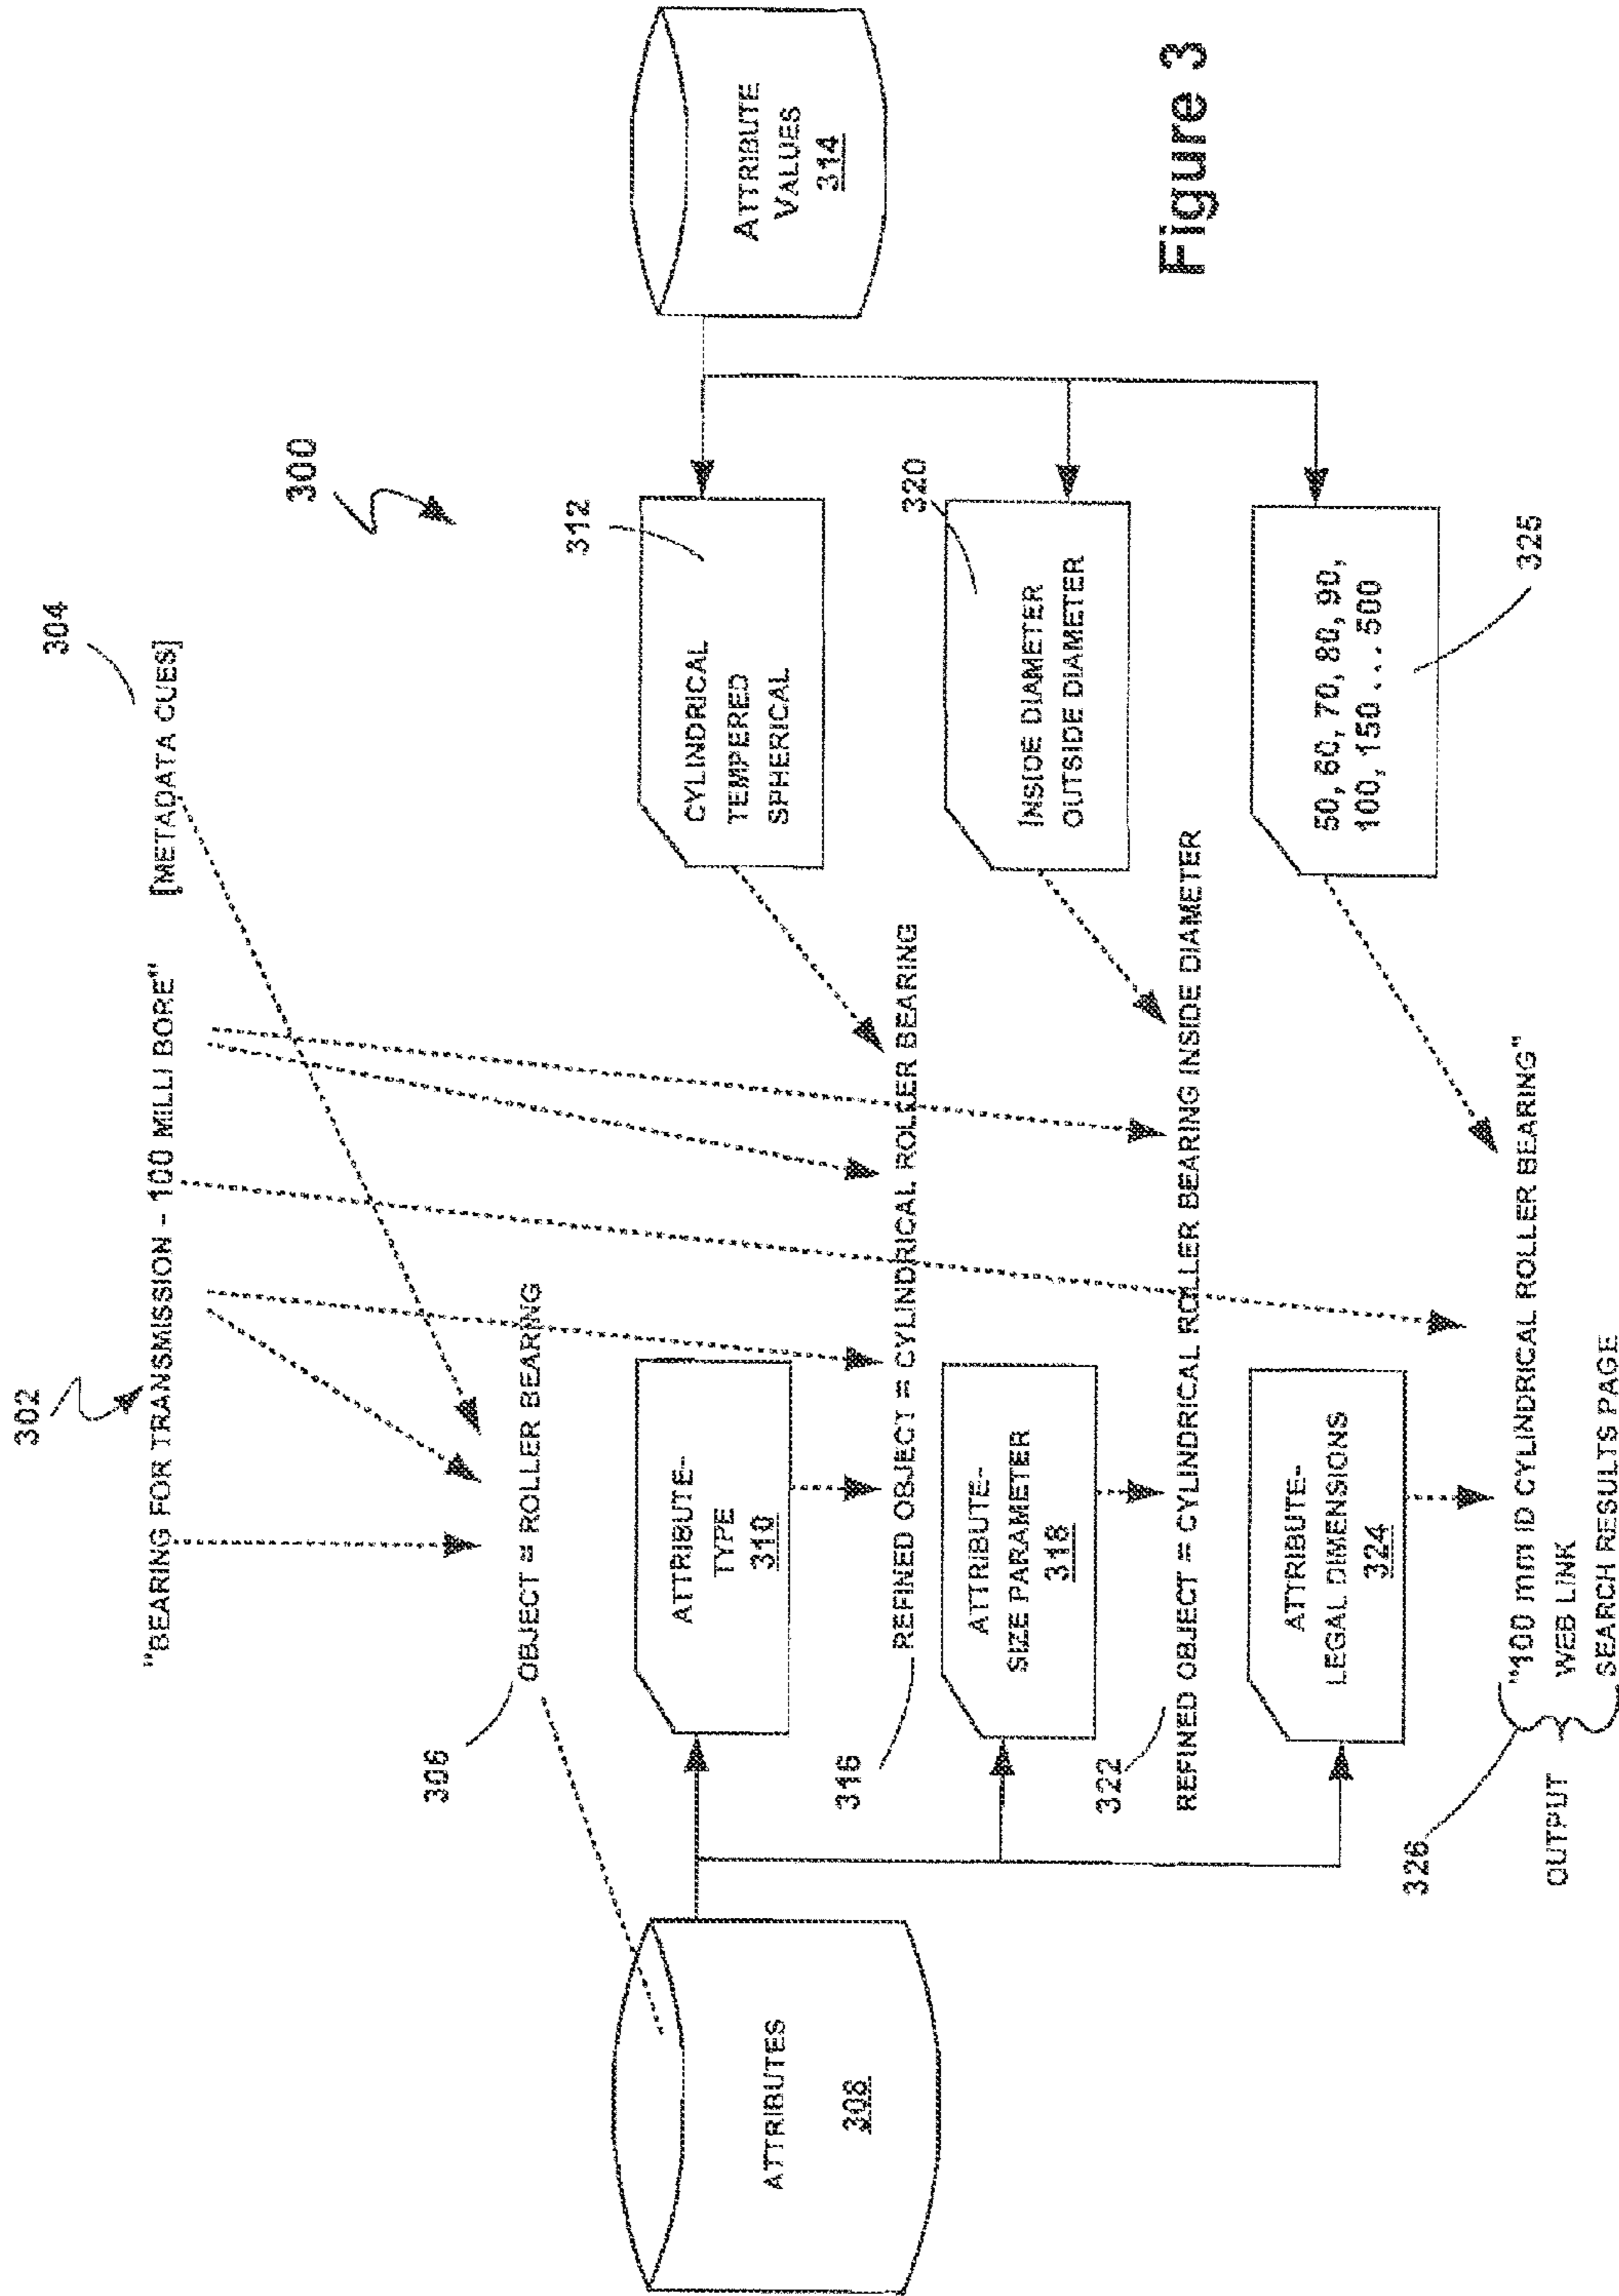 302
304
"BEARING FOR TRANSMISSION - 100 MILLI BORE" [METADATA CUES]
300
306
OBJECT = ROLLER BEARING
ATTRIBUTES
308
ATTRIBUTE-
TYPE
310
312
CYLINDRICAL
TEMPERED
SPHERICAL
ATTRIBUTE
VALUES
314
316
REFINED OBJECT = CYLINDRICAL ROLLER BEARING
ATTRIBUTE-
SIZE PARAMETER
318
320
INSIDE DIAMETER
OUTSIDE DIAMETER
322
REFINED OBJECT = CYLINDRICAL ROLLER BEARING INSIDE DIAMETER
ATTRIBUTE-
LEGAL DIMENSIONS
324
50, 60, 70, 80, 90,
100, 150 . . . 500
325
326
OUTPUT
"100 mm ID CYLINDRICAL ROLLER BEARING"
WEB LINK
SEARCH RESULTS PAGE
Figure 3